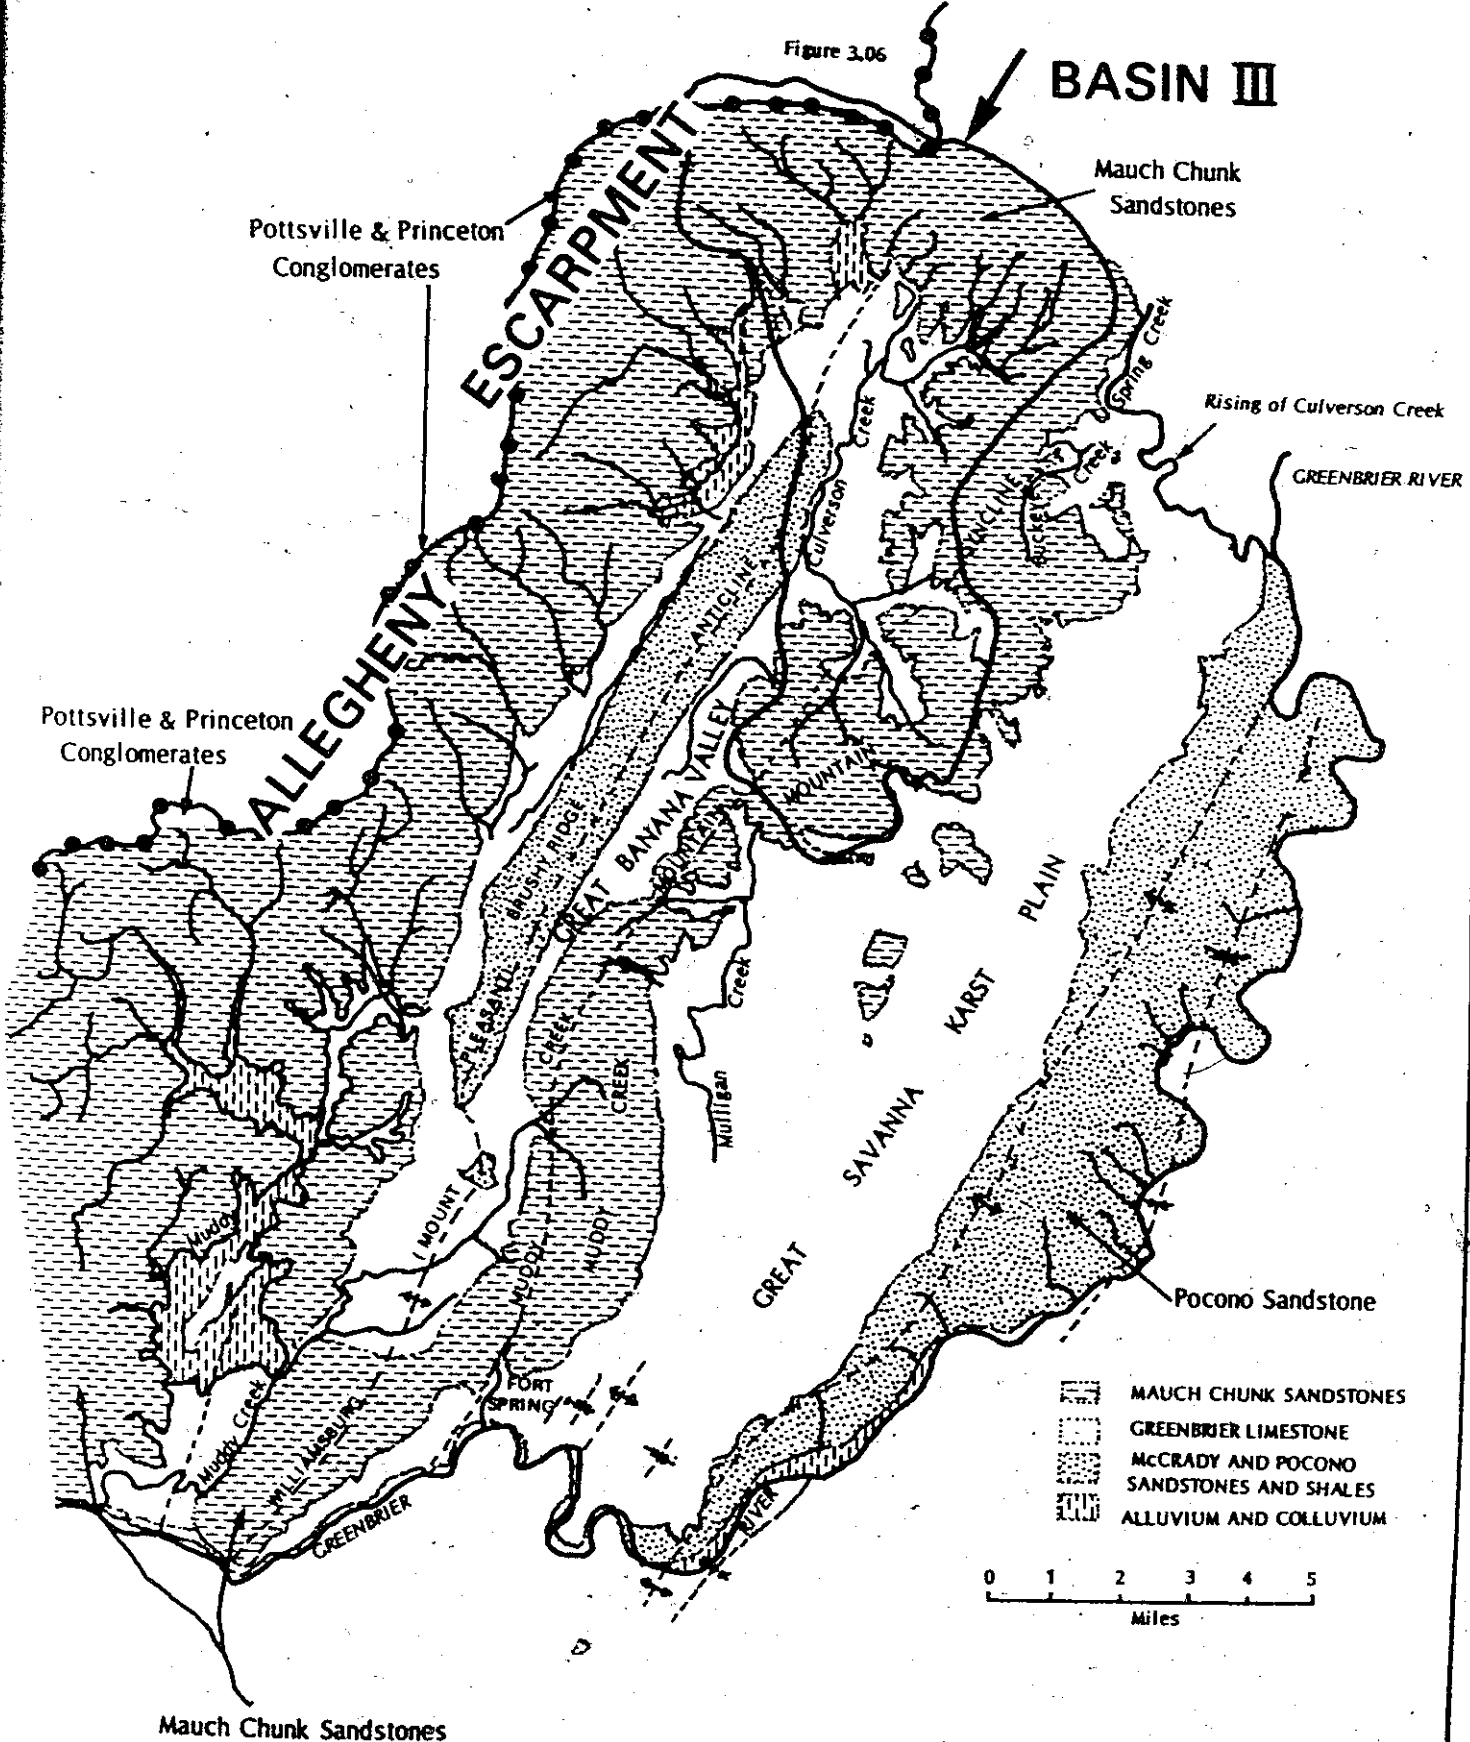 Figure 3.06
BASIN III
Mauch Chunk
Sandstones
Pottsville & Princeton
Conglomerates
ESCARPMENT
Spring Creek
Rising of Culverson Creek
GREENBRIER RIVER
Culverson Creek
Creek
ANTICLINE
ALLEGHENY
Pottsville & Princeton
Conglomerates
MOUNTAIN
GREAT BANANA VALLEY
BRUSHY RIDGE
MOUNTAIN
PLEASANT
MOUNT
CREEK
MUDDY
CREEK
MUDDY
Mulligan Creek
GREAT SAVANNA KARST PLAIN
Muddy
Muddy Creek
WILLIAMSBURG
FORT
SPRING
GREENBRIER
RIVER
Pocono Sandstone
MAUCH CHUNK SANDSTONES
GREENBRIER LIMESTONE
McCRADY AND POCONO
SANDSTONES AND SHALES
ALLUVIUM AND COLLUVIUM
0 1 2 3 4 5
Miles
Mauch Chunk Sandstones